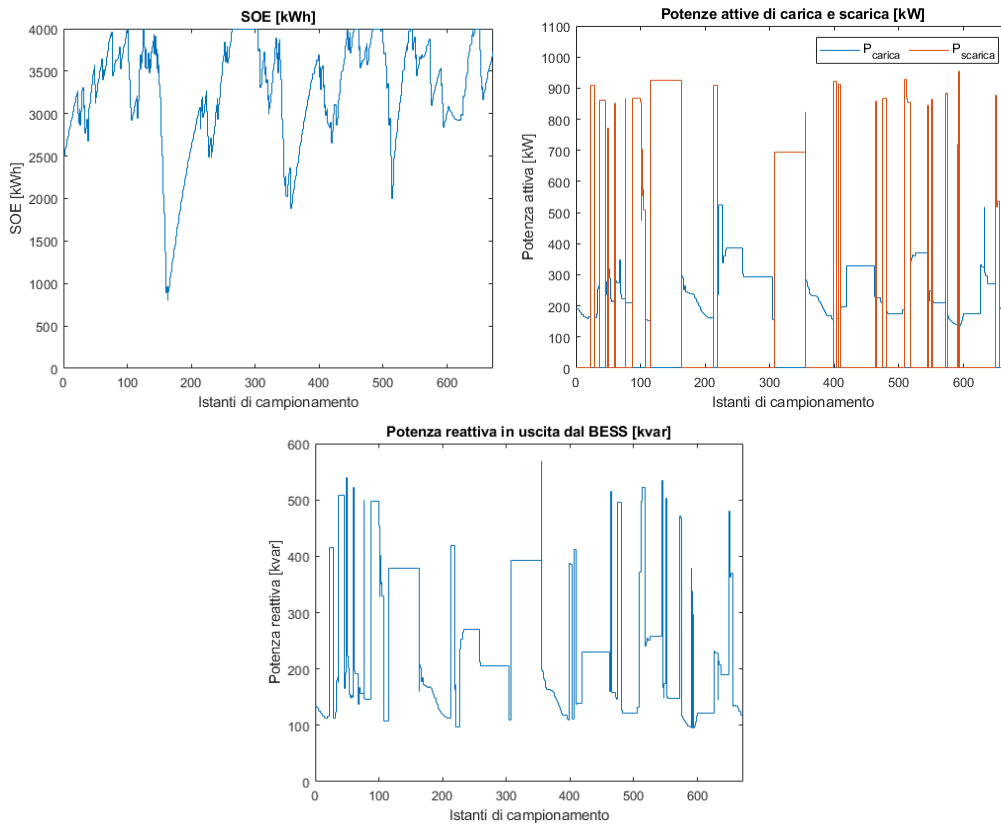 SOE [kWh]
4000
3500
3000
2500
2000
1500
1000
500
0
SOE [kWh]
0 100 200 300 400 500 600
Istanti di campionamento
Potenze attive di carica e scarica [kW]
1100
1000
900
800
700
600
500
400
300
200
100
0
Potenza attiva [kW]
P_carica P_scarica
0 100 200 300 400 500 600
Istanti di campionamento
Potenza reattiva in uscita dal BESS [kvar]
600
500
400
300
200
100
0
Potenza reattiva [kvar]
0 100 200 300 400 500 600
Istanti di campionamento